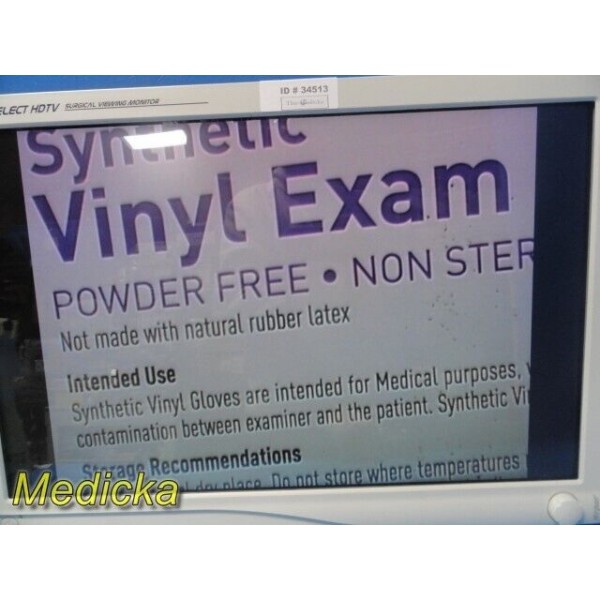 ELECT HDTV SURGICAL VIEWING MONITOR
ID # 34513
Synthetic
Vinyl Exam
POWDER FREE • NON STER
Not made with natural rubber latex
Intended Use
Synthetic Vinyl Gloves are intended for Medical purposes,
contamination between examiner and the patient. Synthetic Vi
Storage Recommendations
dry place. Do not store where temperatures
Medicka